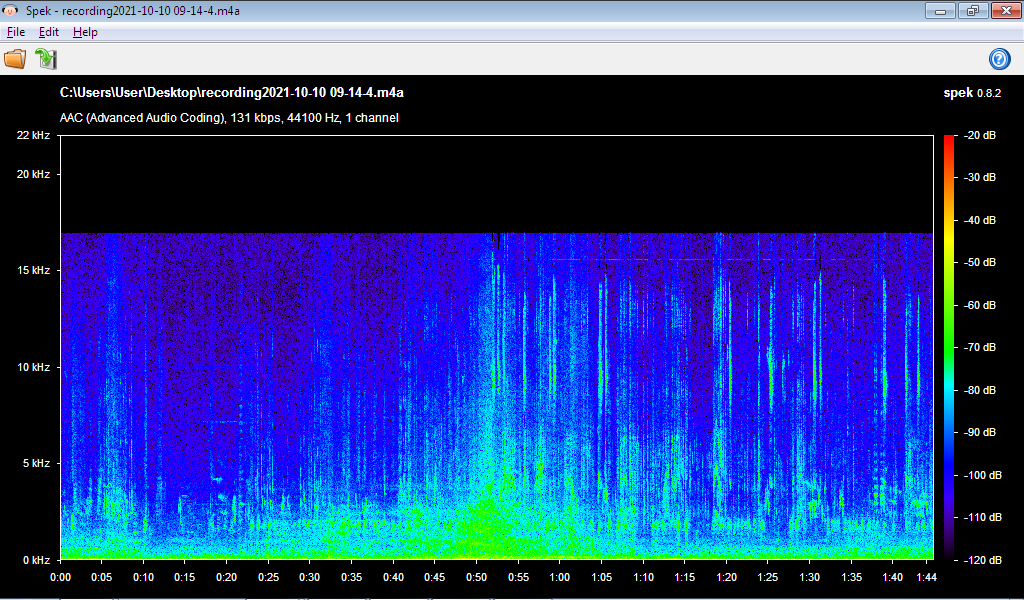 Spek - recording2021-10-10 09-14-4.m4a
File Edit Help
C:\Users\User\Desktop\recording2021-10-10 09-14-4.m4a
spek 0.8.2
AAC (Advanced Audio Coding), 131 kbps, 44100 Hz, 1 channel
22 kHz
20 kHz
15 kHz
10 kHz
5 kHz
0 kHz
-20 dB
-30 dB
-40 dB
-50 dB
-60 dB
-70 dB
-80 dB
-90 dB
-100 dB
-110 dB
-120 dB
0:00 0:05 0:10 0:15 0:20 0:25 0:30 0:35 0:40 0:45 0:50 0:55 1:00 1:05 1:10 1:15 1:20 1:25 1:30 1:35 1:40 1:44